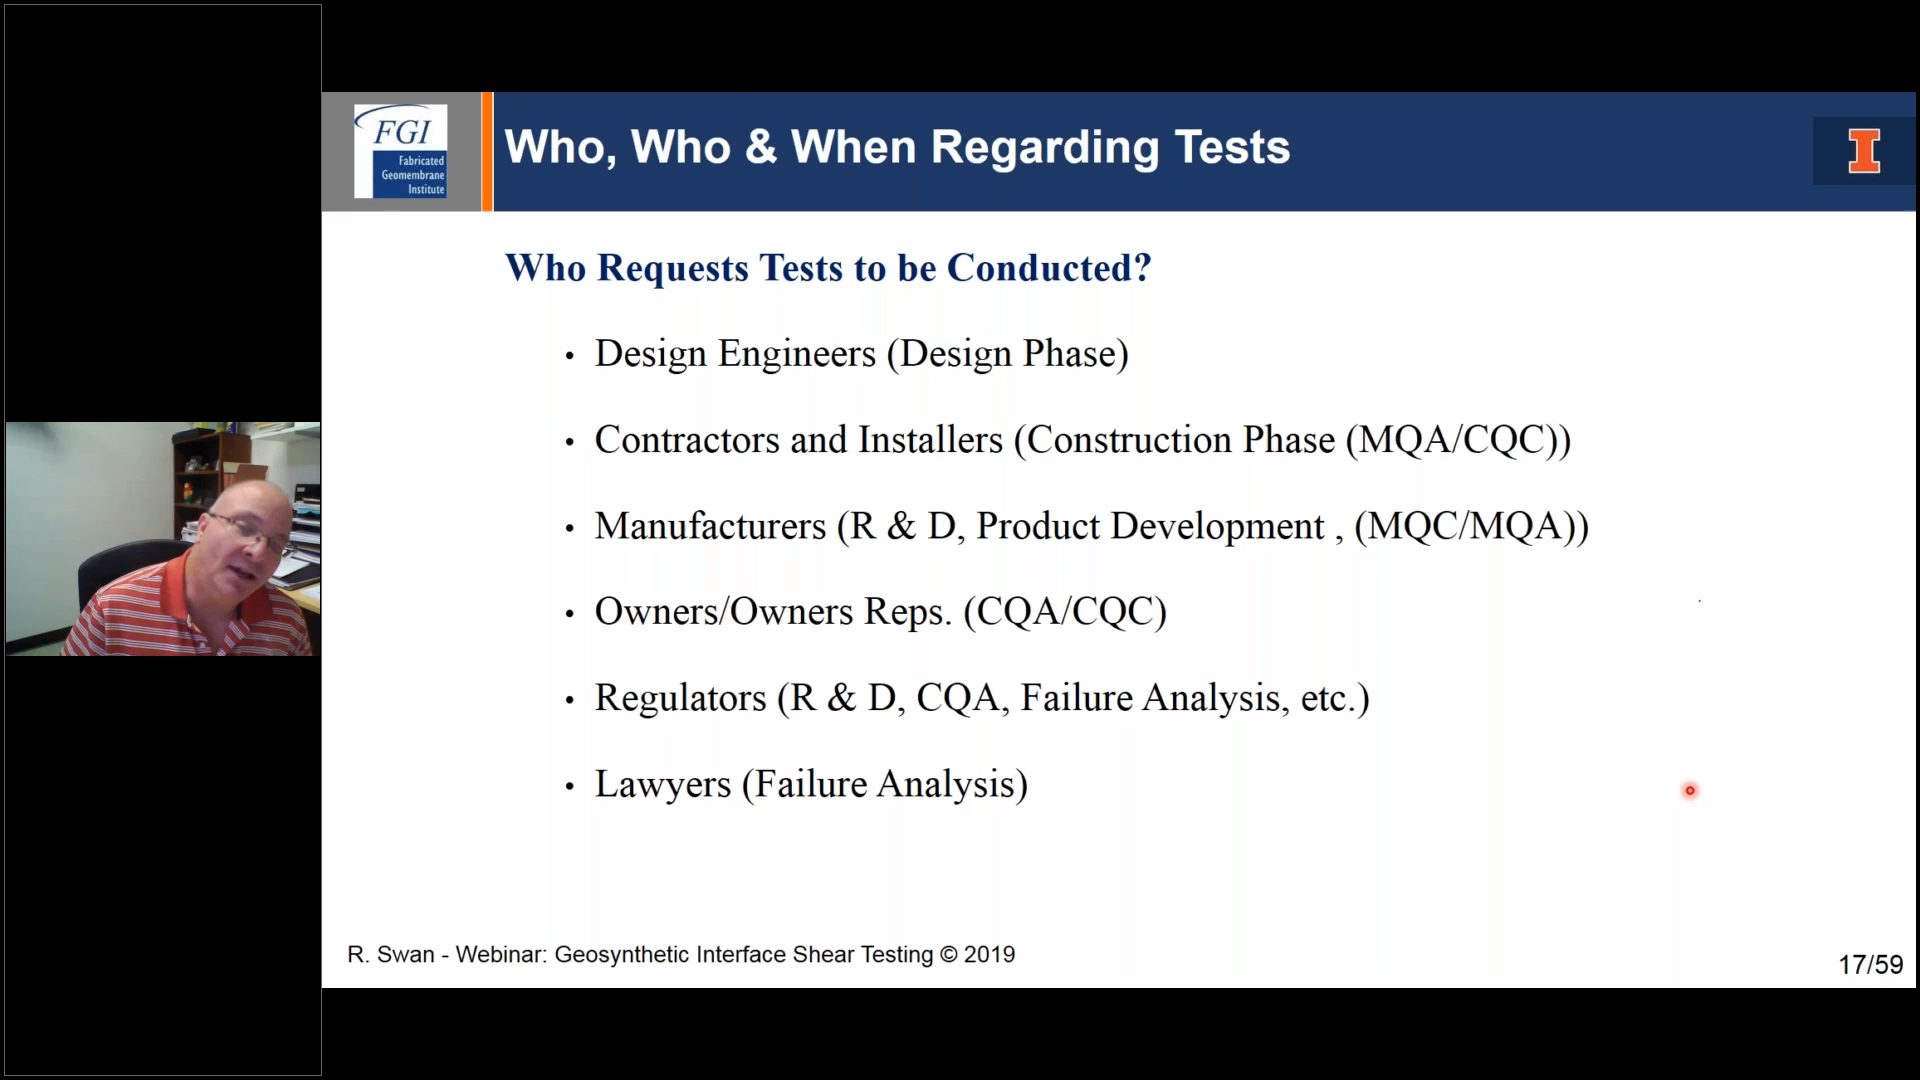 FGI
Fabricated
Geomembrane
Institute
Who, Who & When Regarding Tests
I
Who Requests Tests to be Conducted?
• Design Engineers (Design Phase)
• Contractors and Installers (Construction Phase (MQA/CQC))
• Manufacturers (R & D, Product Development , (MQC/MQA))
• Owners/Owners Reps. (CQA/CQC)
• Regulators (R & D, CQA, Failure Analysis, etc.)
• Lawyers (Failure Analysis)
R. Swan - Webinar: Geosynthetic Interface Shear Testing © 2019
17/59